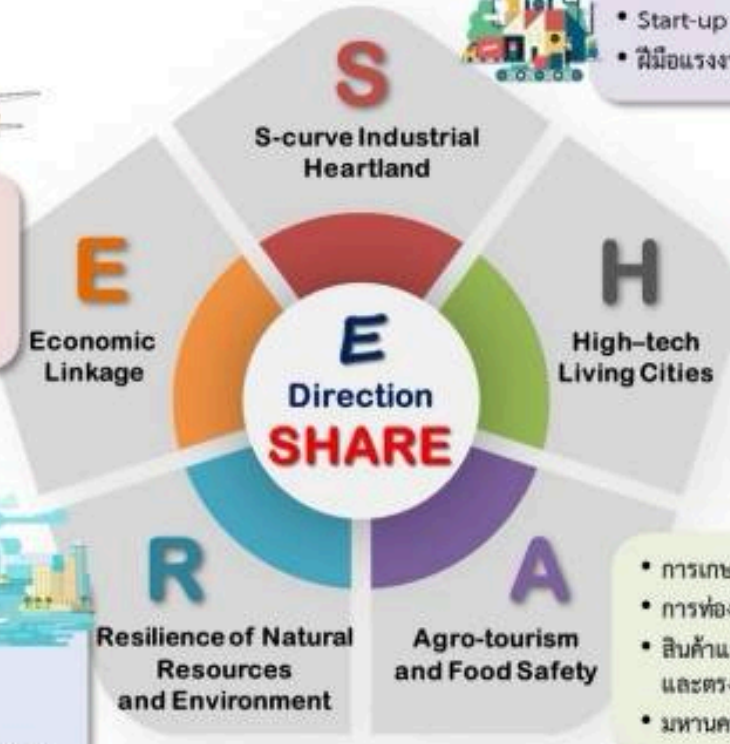 Start-up
S
S-curve Industrial
Heartland
H
High-tech
Living Cities
A
Agro-tourism
and Food Safety
R
Resilience of Natural
Resources
and Environment
E
Economic
Linkage
E
Direction
SHARE